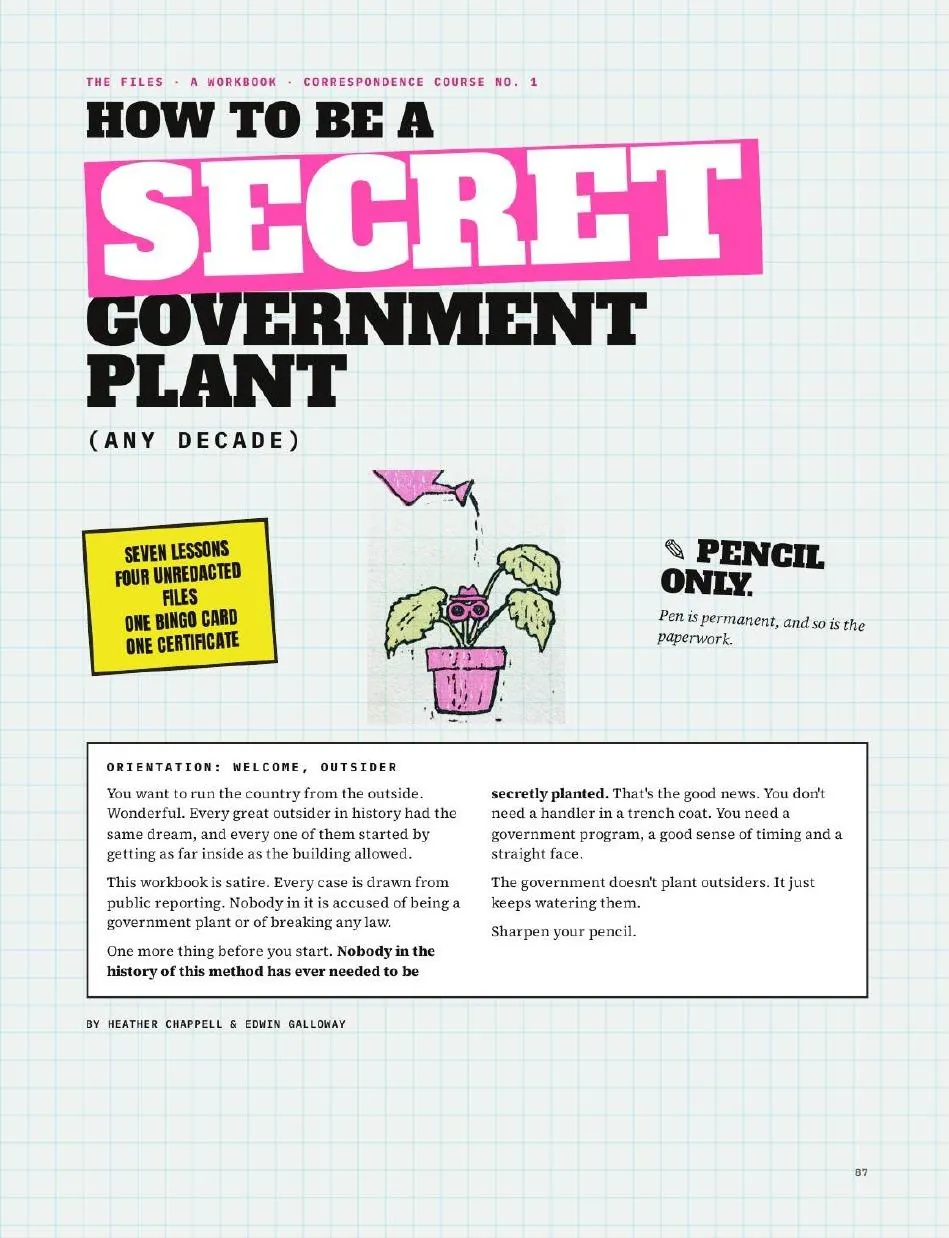 THE FILES · A WORKBOOK · CORRESPONDENCE COURSE NO. 1
HOW TO BE A
SECRET
GOVERNMENT
PLANT
(ANY DECADE)
SEVEN LESSONS
FOUR UNREDACTED
FILES
ONE BINGO CARD
ONE CERTIFICATE
✎ PENCIL
ONLY.
Pen is permanent, and so is the
paperwork.
ORIENTATION: WELCOME, OUTSIDER
You want to run the country from the outside.
Wonderful. Every great outsider in history had the
same dream, and every one of them started by
getting as far inside as the building allowed.
This workbook is satire. Every case is drawn from
public reporting. Nobody in it is accused of being a
government plant or of breaking any law.
One more thing before you start. Nobody in the
history of this method has ever needed to be
secretly planted. That's the good news. You don't
need a handler in a trench coat. You need a
government program, a good sense of timing and a
straight face.
The government doesn't plant outsiders. It just
keeps watering them.
Sharpen your pencil.
BY HEATHER CHAPPELL & EDWIN GALLOWAY
87